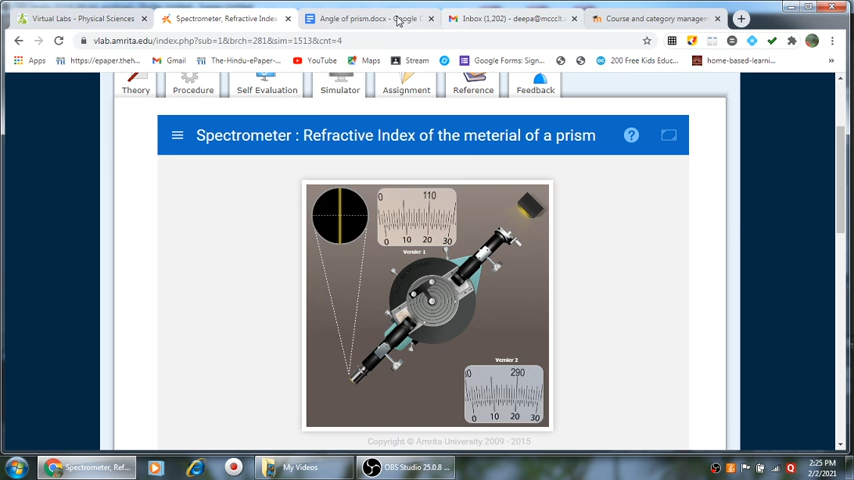 Virtual Labs - Physical Sciences
Spectrometer, Refractive Index
Angle of prism.docx - Google
Inbox (1,202) - deepa@mccclt.ac
Course and category managem
vlab.amrita.edu/index.php?sub=1&brch=281&sim=1513&cnt=4
Apps
https://epaper.theh...
Gmail
The-Hindu-ePaper-...
YouTube
Maps
Stream
Google Forms: Sign...
200 Free Kids Educ...
home-based-learni...
Theory
Procedure
Self Evaluation
Simulator
Assignment
Reference
Feedback
Spectrometer : Refractive Index of the meterial of a prism
0 110
0 10 20 30
Vernier 1
Vernier 2
290
0 10 20 30
Copyright © Amrita University 2009 - 2015
Spectrometer, Ref...
My Videos
OBS Studio 25.0.8 ...
2:25 PM
2/2/2021